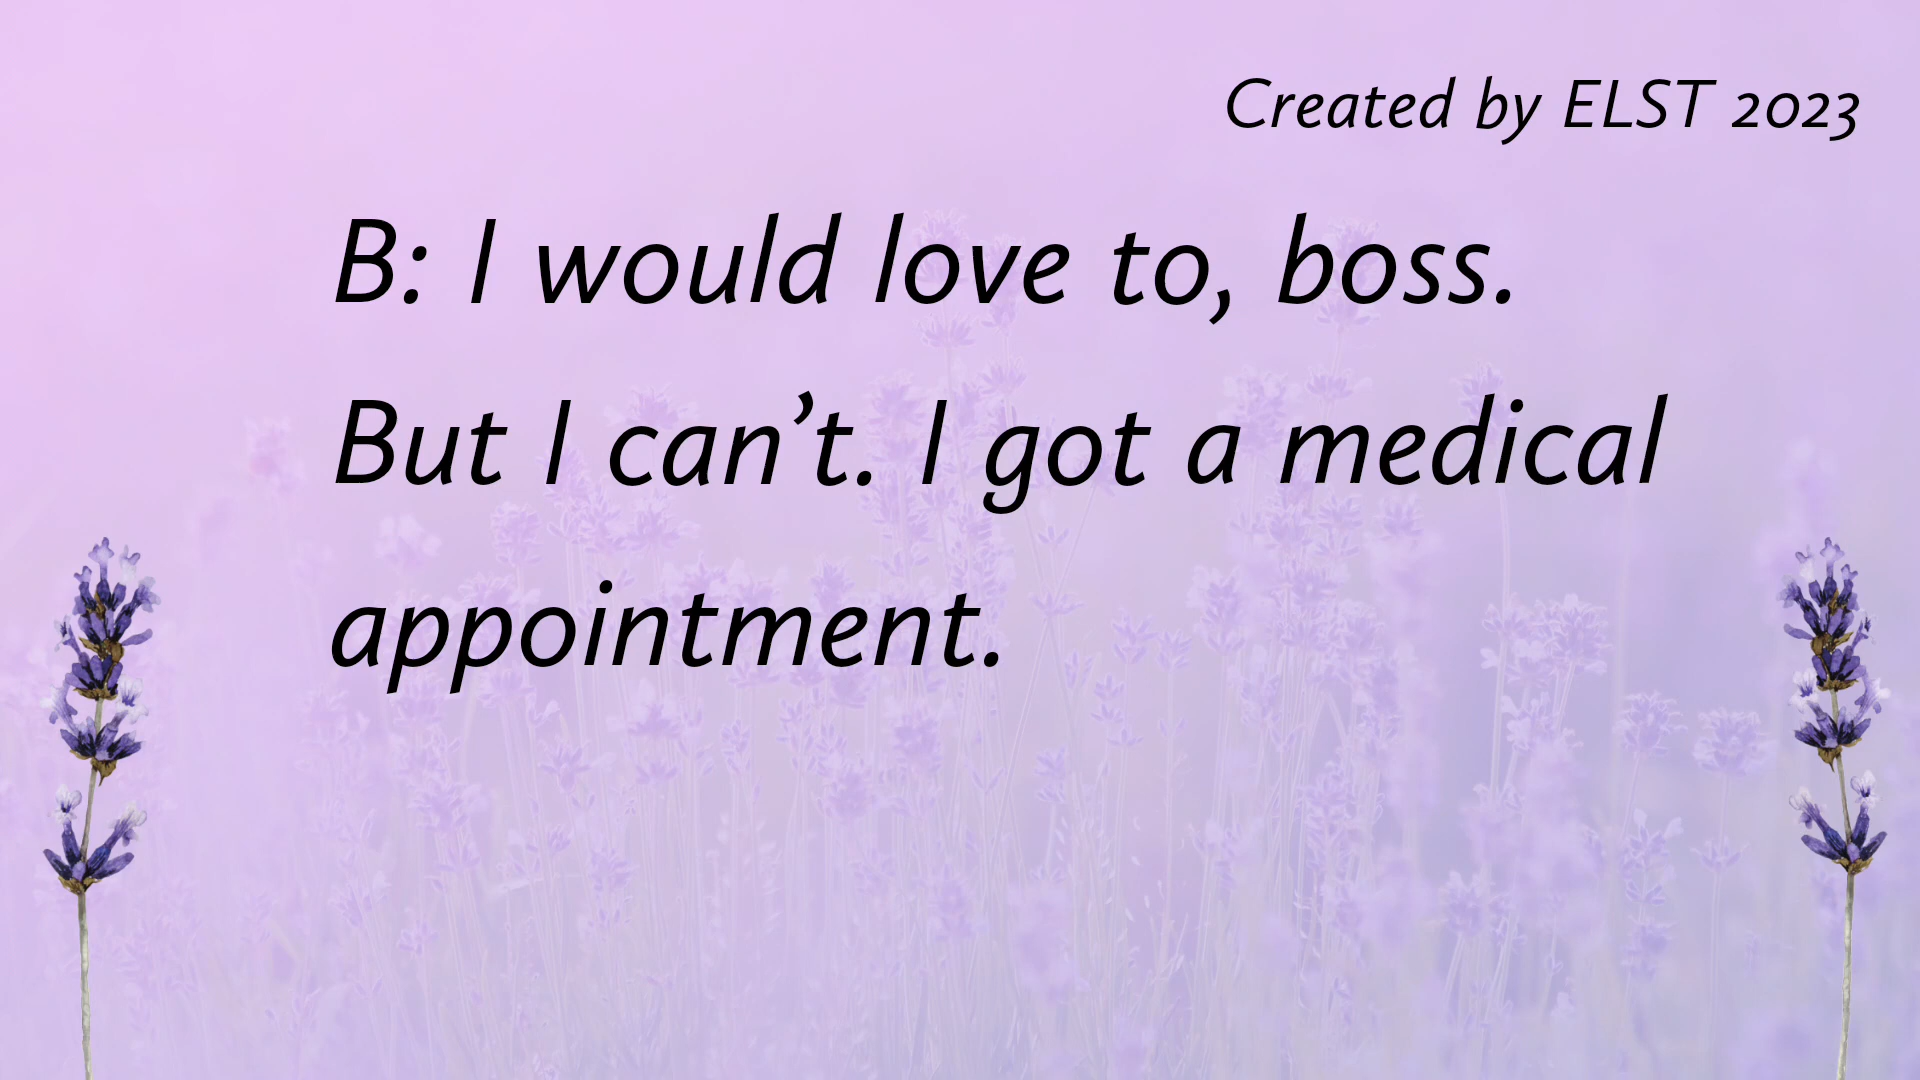 Created by ELST 2023
B: I would love to, boss.
But I can’t. I got a medical
appointment.